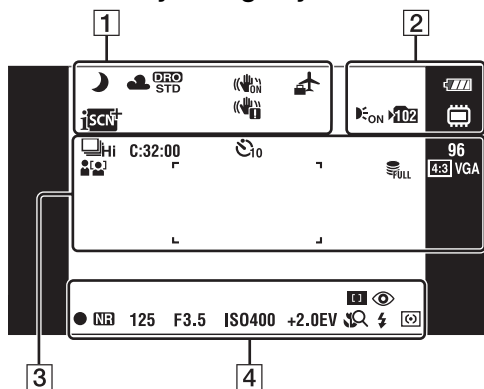 1 2
DRO
STD ON
iSCN+ ON 102
Hi C:32:00 10 96
FULL 4:3 VGA
NR 125 F3.5 ISO400 +2.0EV
3 4